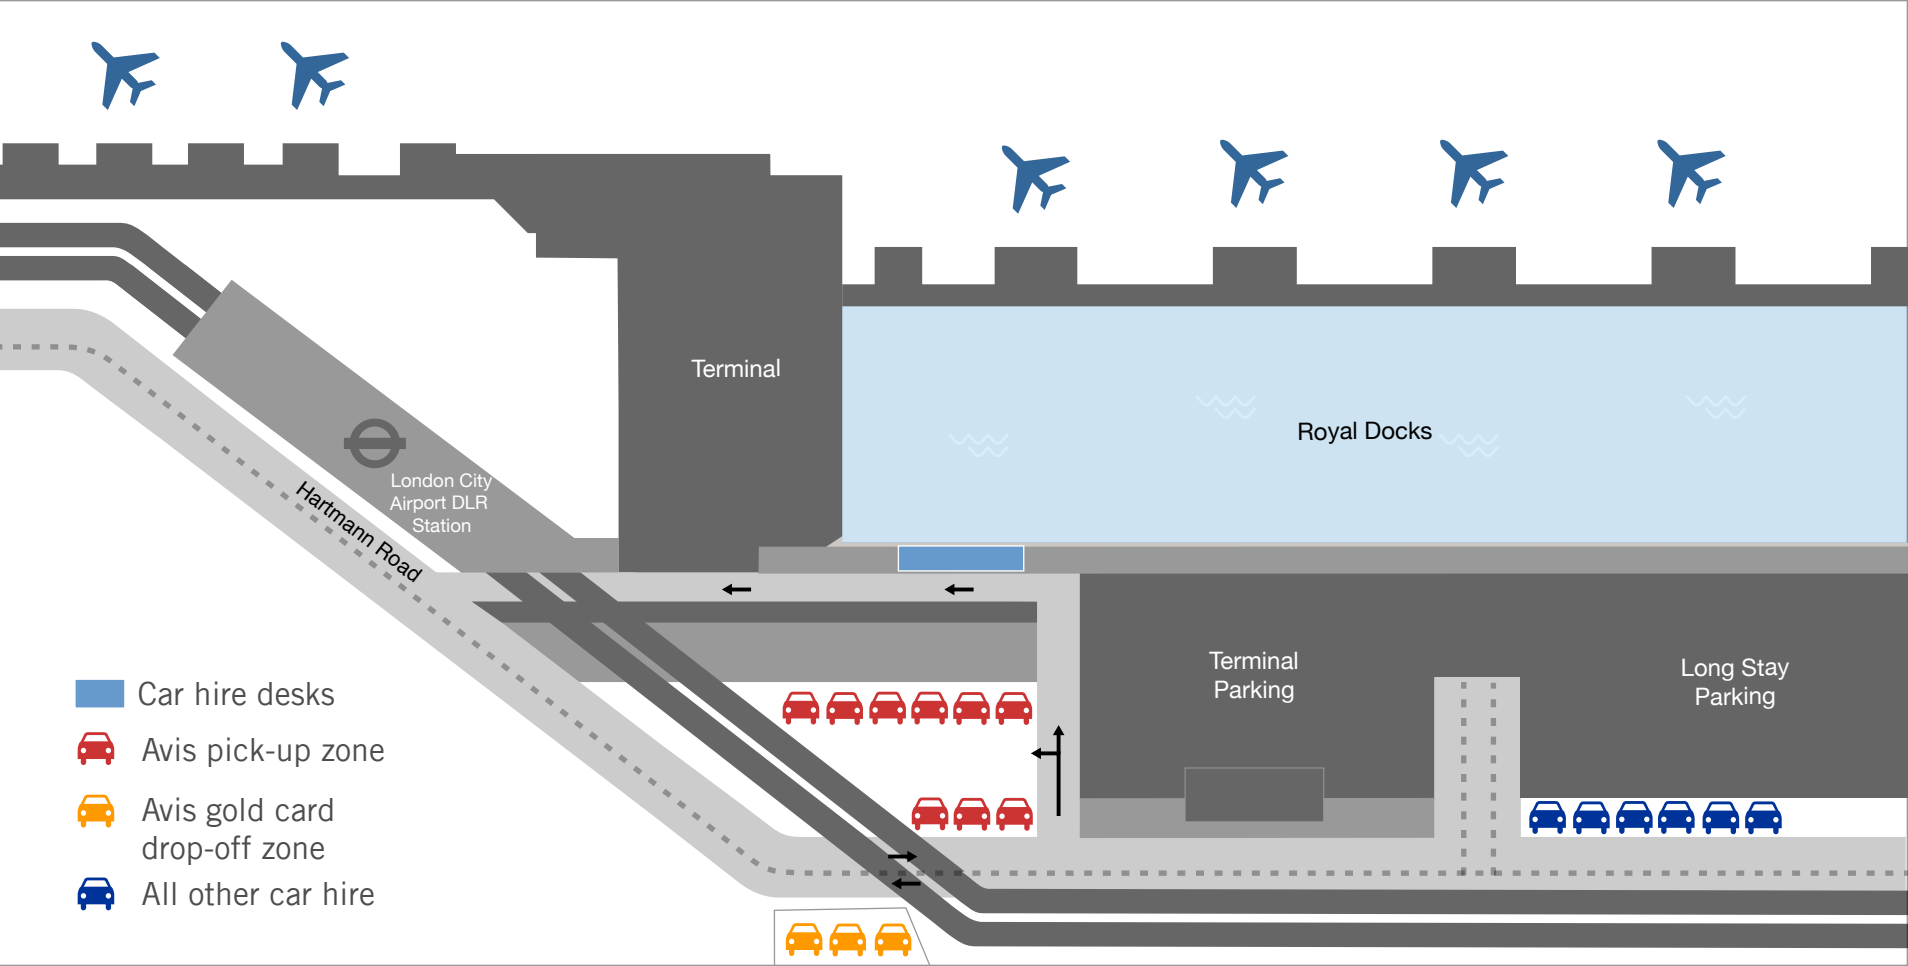 Terminal
Royal Docks
London City
Airport DLR
Station
Hartmann Road
Terminal
Parking
Long Stay
Parking
Car hire desks
Avis pick-up zone
Avis gold card
drop-off zone
All other car hire